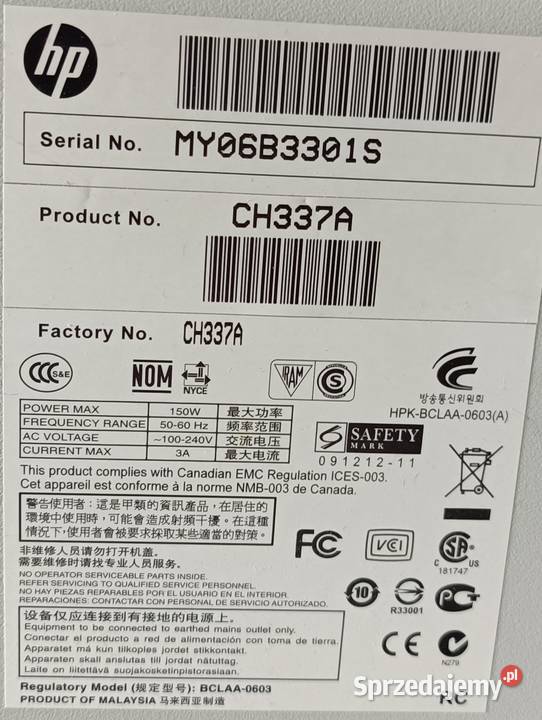 hp
Serial No. MY06B3301S
Product No. CH337A
Factory No. CH337A
CCC S&E
NOM
NYCE
IRAM
S
방송통신위원회
HPK-BCLAA-0603(A)
POWER MAX 150W 最大功率
FREQUENCY RANGE 50-60 Hz 频率范围
AC VOLTAGE ~100-240V 交流电压
CURRENT MAX 3A 最大电流
SAFETY
MARK
091212-11
This product complies with Canadian EMC Regulation ICES-003.
Cet appareil est conforme à la norme NMB-003 de Canada.
警告使用者：這是甲類的資訊產品，在居住的
環境中使用時，可能會造成射頻干擾。在這種
情況下，使用者會被要求採取某些適當的對策。
FC
VCI
SA
C US
181747
非维修人员请勿打开机盖。
需要维修时请找专业人员服务。
NO OPERATOR SERVICEABLE PARTS INSIDE.
REFER SERVICING TO QUALIFIED SERVICE PERSONNEL.
NO HAY PIEZAS REPARABLES POR EL USUARIO EN EL INTERIOR.
REPARACIONES: CONTACTAR CON PERSONAL DE SERVICIO AUTORIZADO.
10
R33001
设备仅应连接到有接地的电源上。
Equipment to be connected to earthed mains outlet only.
Conectar el producto a red de alimentación con toma de tierra.
Apparatet må kun tilkoples jordet stikkontakt.
Apparaten skall anslutas till jordat nätuttag.
Laite on liitettävä suojakosketinpistorasiaan.
CE
N279
Regulatory Model (规定型号): BCLAA-0603
PRODUCT OF MALAYSIA 马来西亚制造
RC
Sprzedajemy.pl